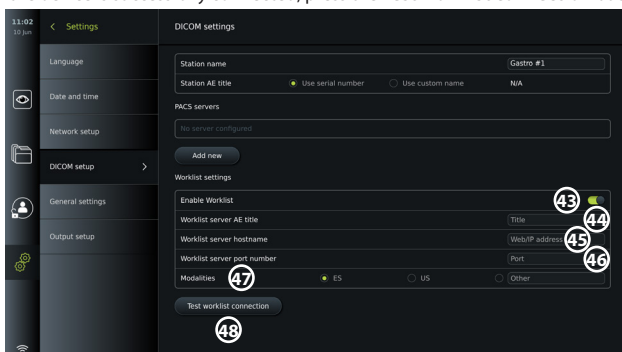 11:02
10 Jun
Settings
DICOM settings
Language
Date and time
Network setup
DICOM setup
General settings
Output setup
Station name
Gastro #1
Station AE title
Use serial number
Use custom name
N/A
PACS servers
No server configured
Add new
Worklist settings
Enable Worklist
43
Worklist server AE title
Title
44
Worklist server hostname
Web/IP address
45
Worklist server port number
Port
46
Modalities
47
ES
US
Other
Test worklist connection
48